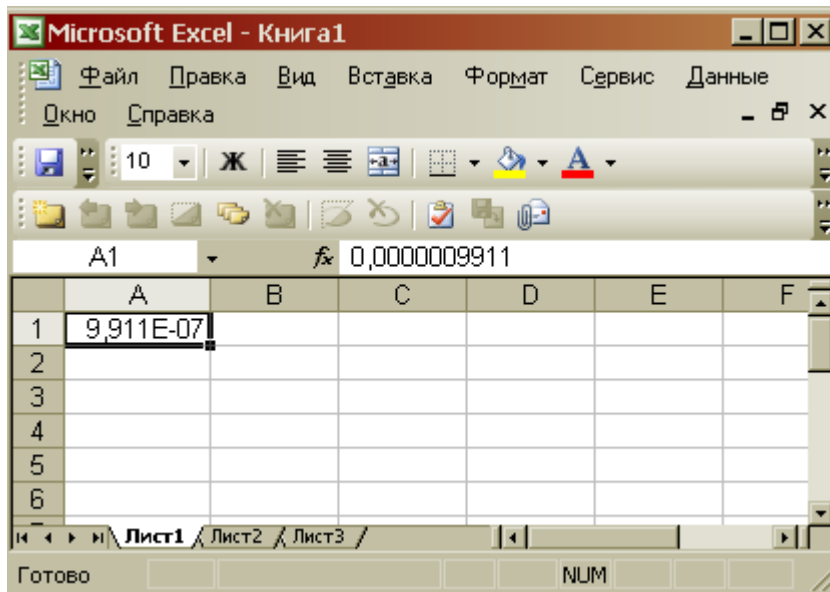 Microsoft Excel - Книга1
Файл Правка Вид Вставка Формат Сервис Данные
Окно Справка
10 Ж a A
A1 fx 0,0000009911
A B C D E F
1 9,911E-07
2
3
4
5
6
Лист1 Лист2 Лист3
Готово NUM